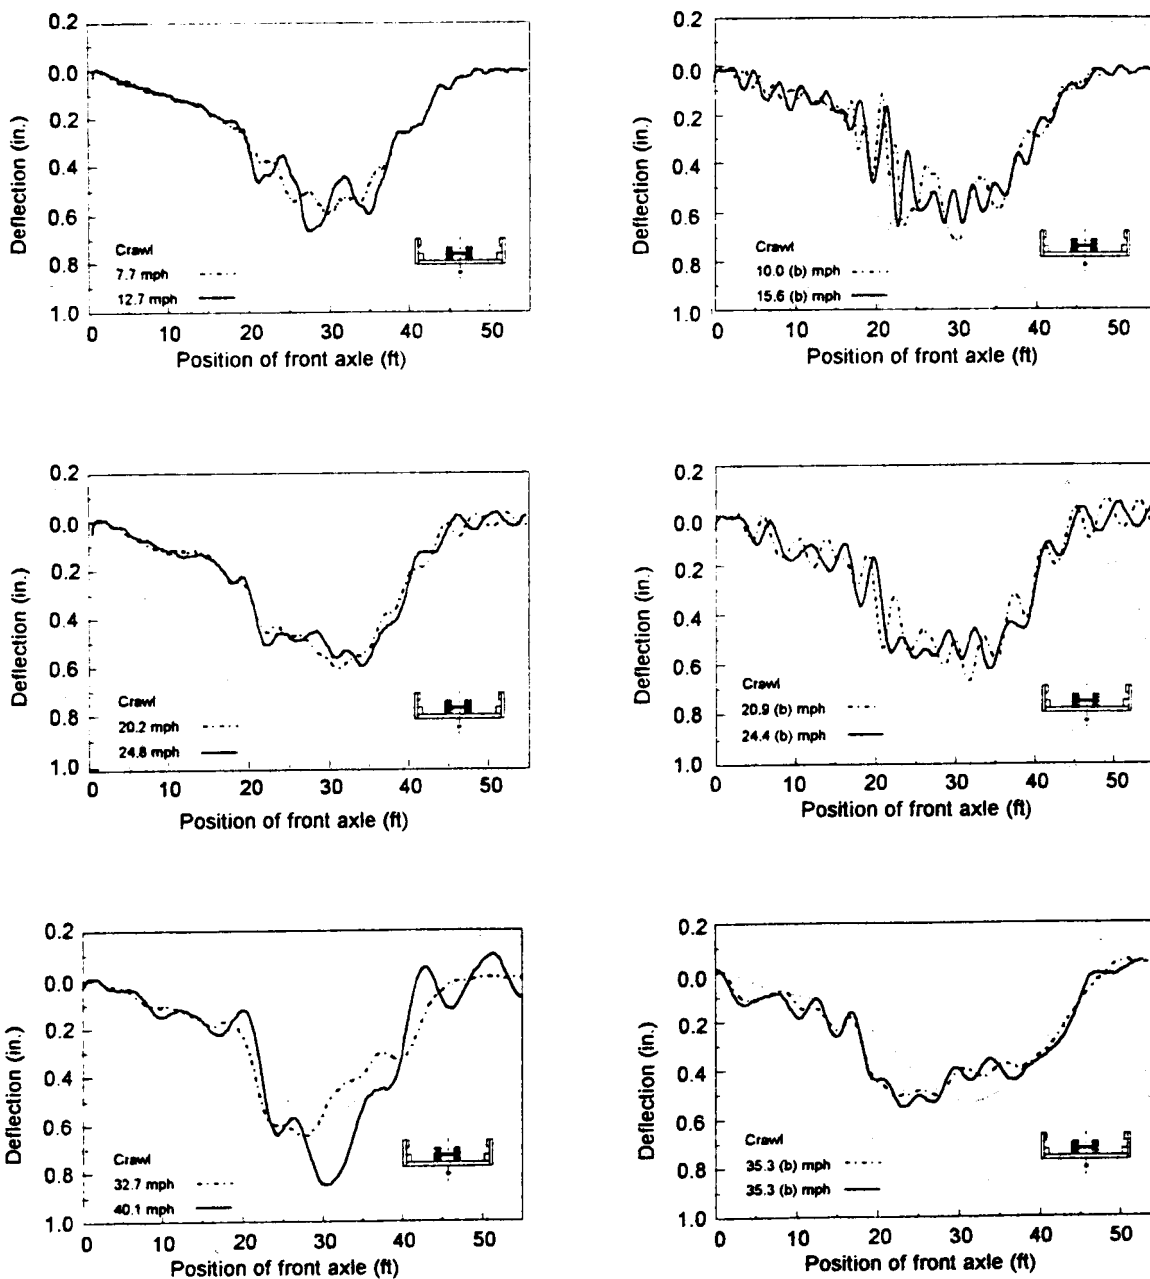 0.2
0.0
0.2
0.4
0.6
0.8
1.0
Deflection (in.)
Crawl
7.7 mph
12.7 mph
0 10 20 30 40 50
Position of front axle (ft)
0.2
0.0
0.2
0.4
0.6
0.8
1.0
Deflection (in.)
Crawl
10.0 (b) mph
15.6 (b) mph
0 10 20 30 40 50
Position of front axle (ft)
0.2
0.0
0.2
0.4
0.6
0.8
1.0
Deflection (in.)
Crawl
20.2 mph
24.8 mph
0 10 20 30 40 50
Position of front axle (ft)
0.2
0.0
0.2
0.4
0.6
0.8
1.0
Deflection (in.)
Crawl
20.9 (b) mph
24.4 (b) mph
0 10 20 30 40 50
Position of front axle (ft)
0.2
0.0
0.2
0.4
0.6
0.8
1.0
Deflection (in.)
Crawl
32.7 mph
40.1 mph
0 10 20 30 40 50
Position of front axle (ft)
0.2
0.0
0.2
0.4
0.6
0.8
1.0
Deflection (in.)
Crawl
35.3 (b) mph
35.3 (b) mph
0 10 20 30 40 50
Position of front axle (ft)